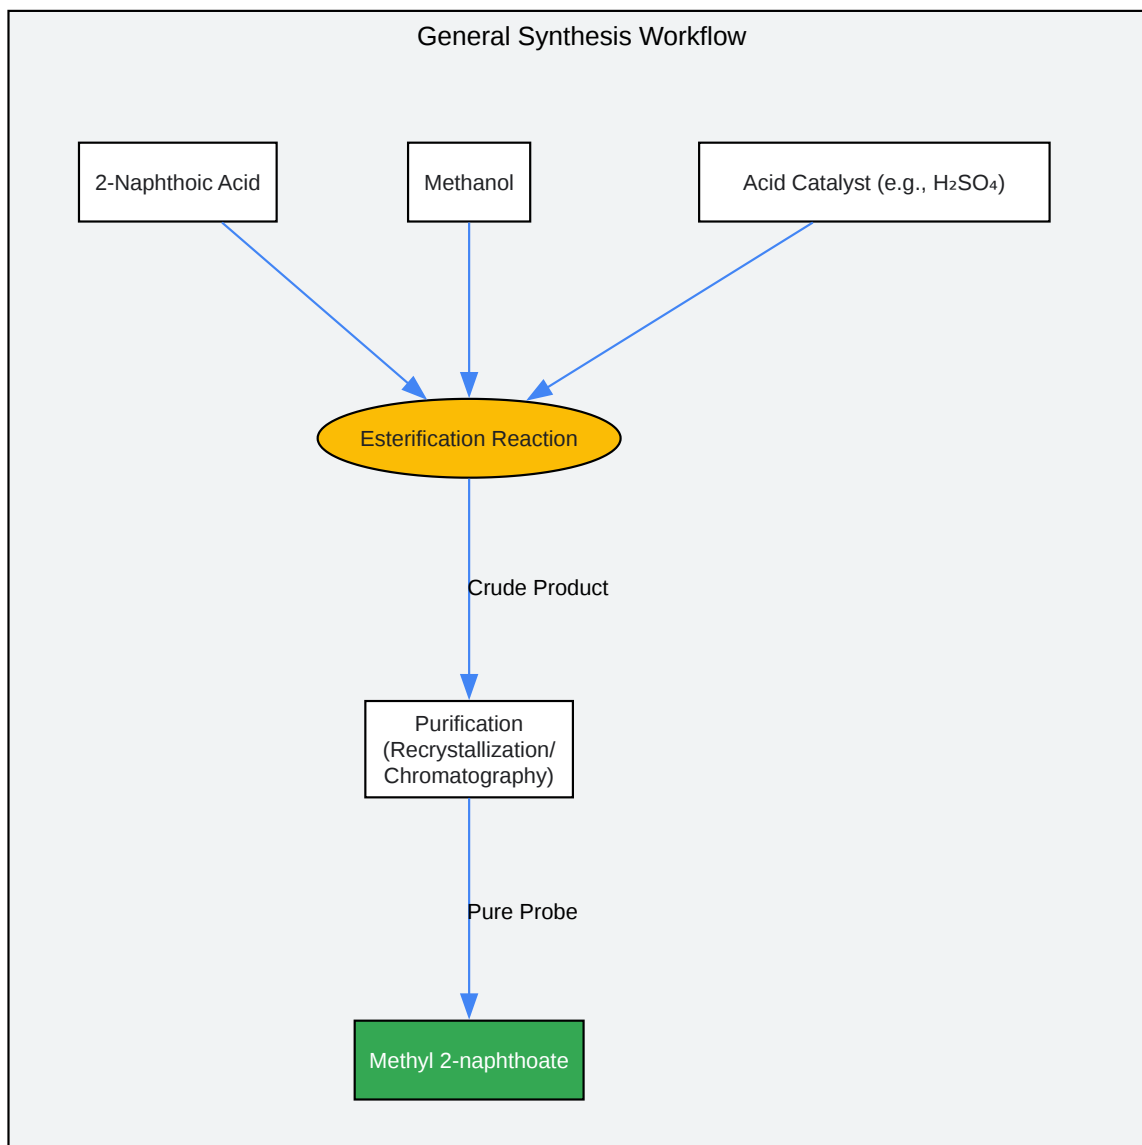 General Synthesis Workflow
2-Naphthoic Acid
Methanol
Acid Catalyst (e.g., H₂SO₄)
Esterification Reaction
Crude Product
Purification
(Recrystallization/
Chromatography)
Pure Probe
Methyl 2-naphthoate